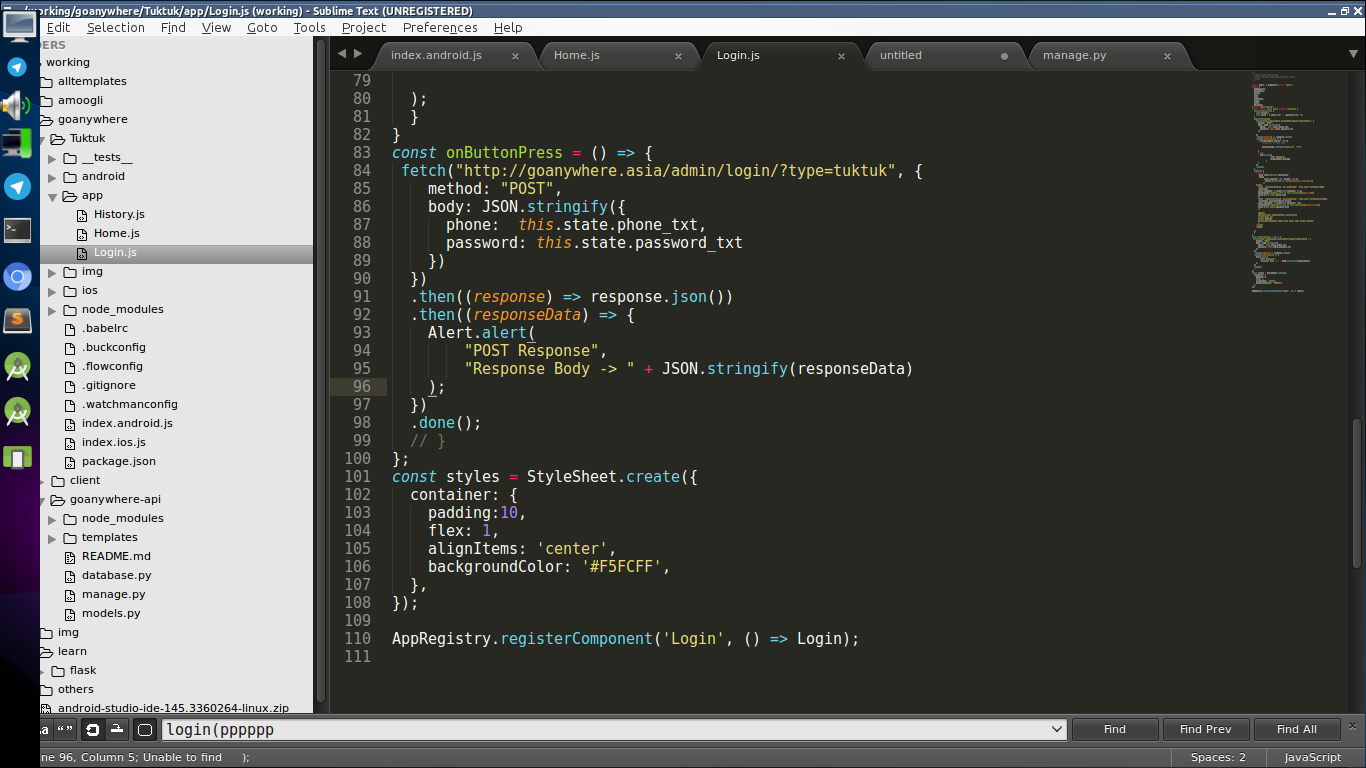 /working/goanywhere/Tuktuk/app/Login.js (working) - Sublime Text (UNREGISTERED)
Edit Selection Find View Goto Tools Project Preferences Help
DERS
working
alltemplates
amoogli
goanywhere
Tuktuk
__tests__
android
app
History.js
Home.js
Login.js
img
ios
node_modules
.babelrc
.buckconfig
.flowconfig
.gitignore
.watchmanconfig
index.android.js
index.ios.js
package.json
client
goanywhere-api
node_modules
templates
README.md
database.py
manage.py
models.py
img
learn
flask
others
android-studio-ide-145.3360264-linux.zip
index.android.js × Home.js × Login.js × untitled manage.py ×
79
80 );
81 }
82 }
83 const onButtonPress = () => {
84 fetch("http://goanywhere.asia/admin/login/?type=tuktuk", {
85 method: "POST",
86 body: JSON.stringify({
87 phone:  this.state.phone_txt,
88 password: this.state.password_txt
89 })
90 })
91 .then((response) => response.json())
92 .then((responseData) => {
93 Alert.alert(
94 "POST Response",
95 "Response Body -> " + JSON.stringify(responseData)
96 );
97 })
98 .done();
99 // }
100 };
101 const styles = StyleSheet.create({
102 container: {
103 padding:10,
104 flex: 1,
105 alignItems: 'center',
106 backgroundColor: '#F5FCFF',
107 },
108 });
109
110 AppRegistry.registerComponent('Login', () => Login);
111
aa “” login(pppppp Find Find Prev Find All ×
ne 96, Column 5; Unable to find ); Spaces: 2 JavaScript